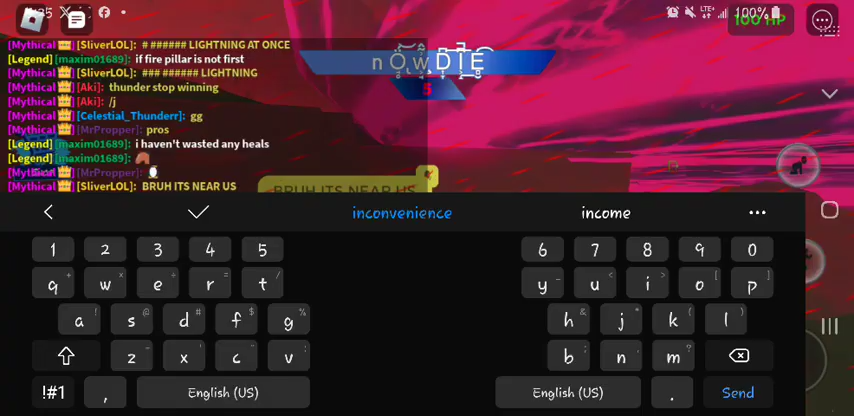 35
LTE+ 100%
100 HP
[Mythical👑][SliverLOL]: # ###### LIGHTNING AT ONCE
[Legend][maxim01689]: if fire pillar is not first
[Mythical👑][SliverLOL]: ### ###### LIGHTNING
[Mythical👑][Aki]: thunder stop winning
[Mythical👑][Aki]: /j
[Mythical👑][Celestial_Thunderr]: gg
[Mythical👑][MrPropper]: pros
[Legend][maxim01689]: i haven't wasted any heals
[Legend][maxim01689]:
[Mythical👑][MrPropper]:
[Mythical👑][SliverLOL]: BRUH ITS NEAR US
nOwDIE
5
BRUH ITS NEAR US
inconvenience income
1 2 3 4 5 6 7 8 9 0
q + w x e ÷ r = t / y _ u < i > o [ p ]
a ! s @ d # f $ g % h & j * k ( l )
z - x ' c " v : b ; n , m ?
!#1 , English (US) English (US) . Send